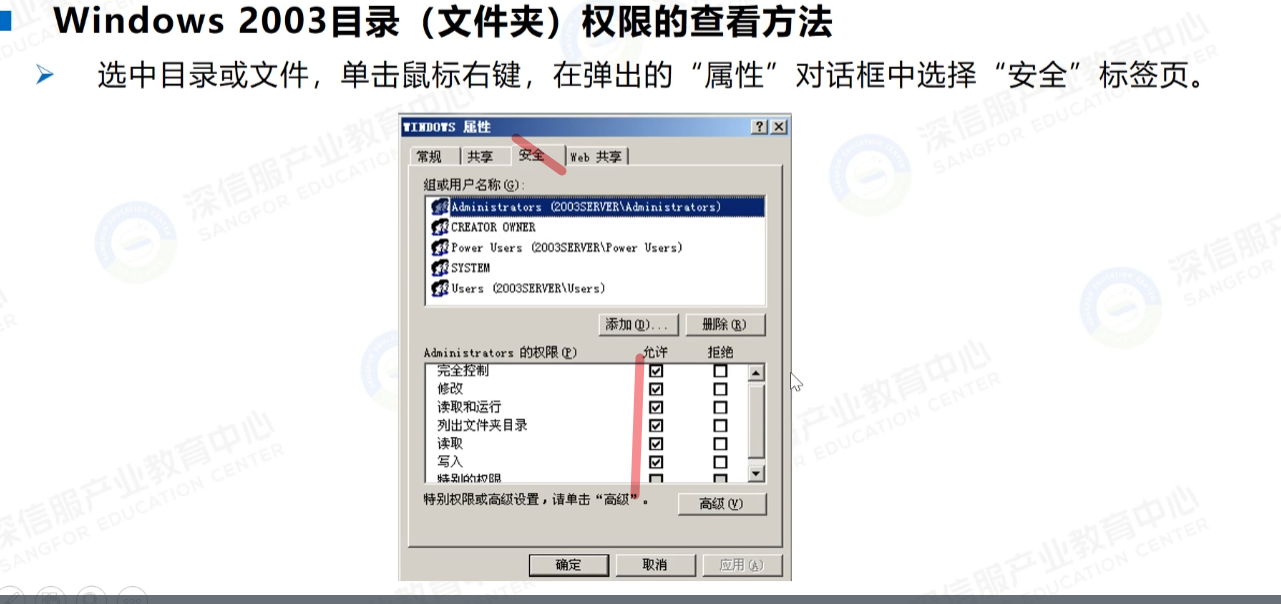 Windows 2003目录（文件夹）权限的查看方法
选中目录或文件，单击鼠标右键，在弹出的“属性”对话框中选择“安全”标签页。
WINDOWS 属性
常规 共享 安全 Web 共享
组或用户名称(G):
Administrators (2003SERVER\Administrators)
CREATOR OWNER
Power Users (2003SERVER\Power Users)
SYSTEM
Users (2003SERVER\Users)
添加(D)... 删除(R)
Administrators 的权限(P) 允许 拒绝
完全控制
修改
读取和运行
列出文件夹目录
读取
写入
特别的权限
特别权限或高级设置，请单击“高级”。 高级(V)
确定 取消 应用(A)
深信服产业教育中心
SANGFOR EDUCATION CENTER